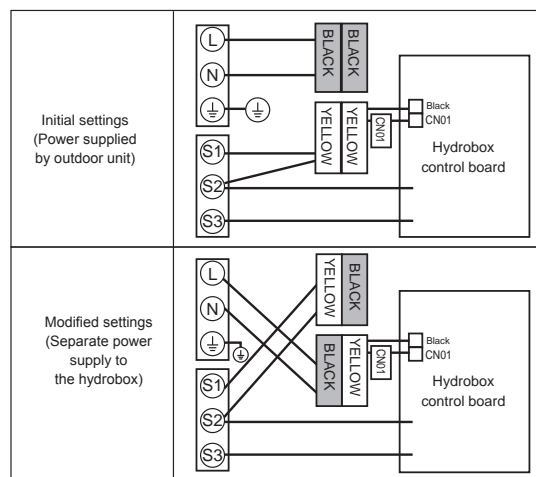 Initial settings
(Power supplied
by outdoor unit)
L
N
S1
S2
S3
BLACK
BLACK
YELLOW
YELLOW
CN01
Black
CN01
Hydrobox
control board
Modified settings
(Separate power
supply to
the hydrobox)
L
N
S1
S2
S3
YELLOW
BLACK
BLACK
YELLOW
CN01
Black
CN01
Hydrobox
control board